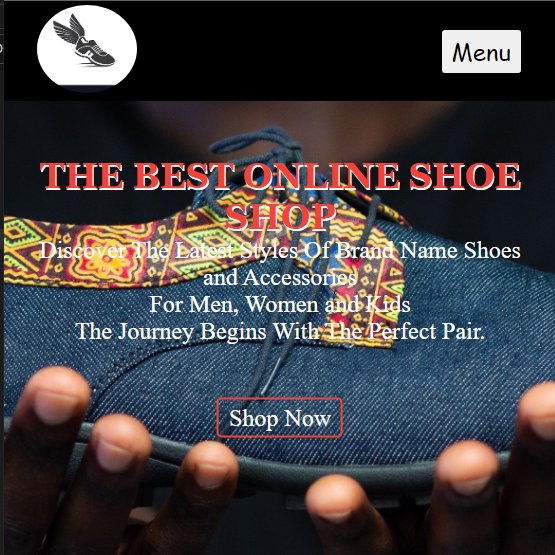 Menu
THE BEST ONLINE SHOE
SHOP
Discover The Latest Styles Of Brand Name Shoes
and Accessories
For Men, Women and Kids
The Journey Begins With The Perfect Pair.
Shop Now